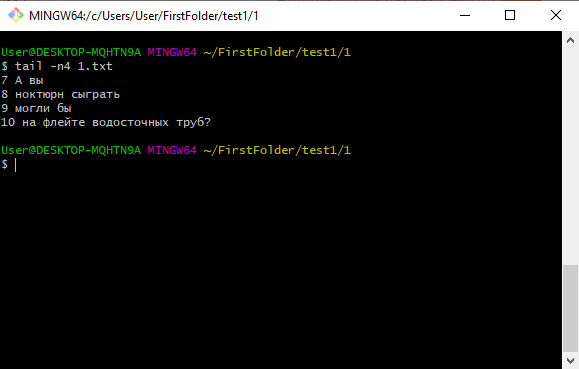 MINGW64:/c/Users/User/FirstFolder/test1/1
User@DESKTOP-MQHTN9A MINGW64 ~/FirstFolder/test1/1
$ tail -n4 1.txt
7 А вы
8 ноктюрн сыграть
9 могли бы
10 на флейте водосточных труб?
User@DESKTOP-MQHTN9A MINGW64 ~/FirstFolder/test1/1
$